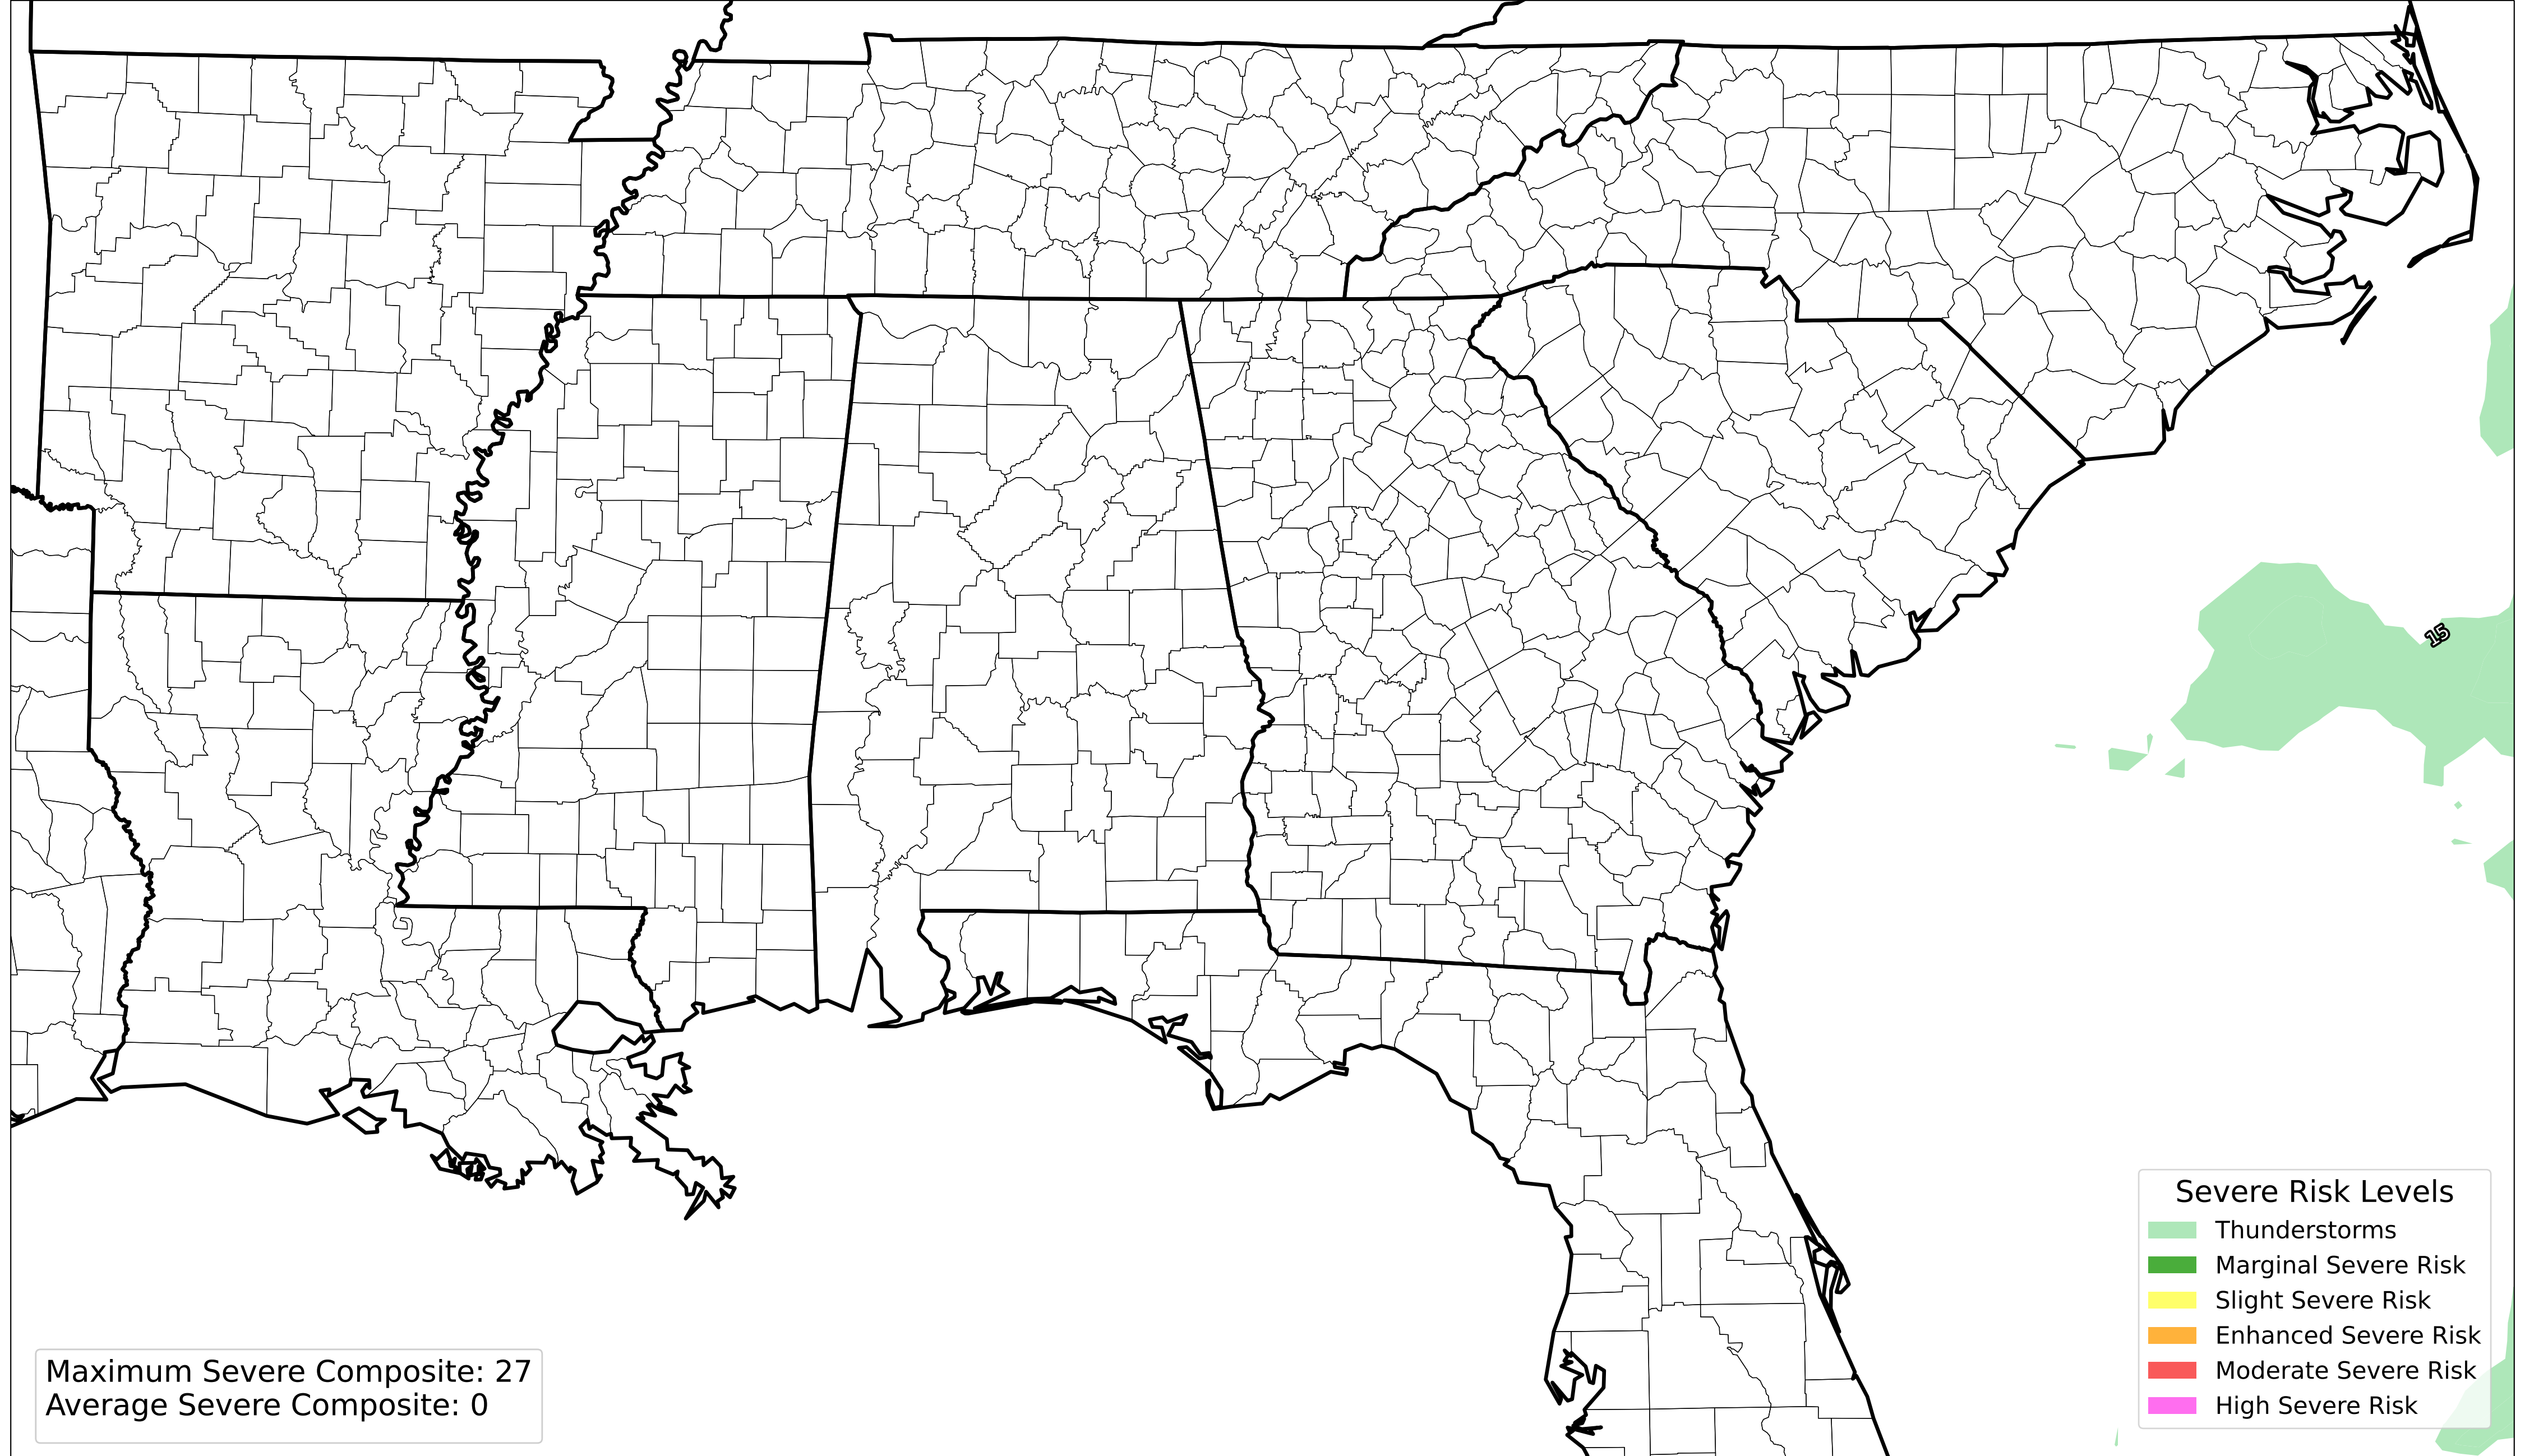 15
Severe Risk Levels
Thunderstorms
Marginal Severe Risk
Slight Severe Risk
Enhanced Severe Risk
Moderate Severe Risk
High Severe Risk
Maximum Severe Composite: 27
Average Severe Composite: 0